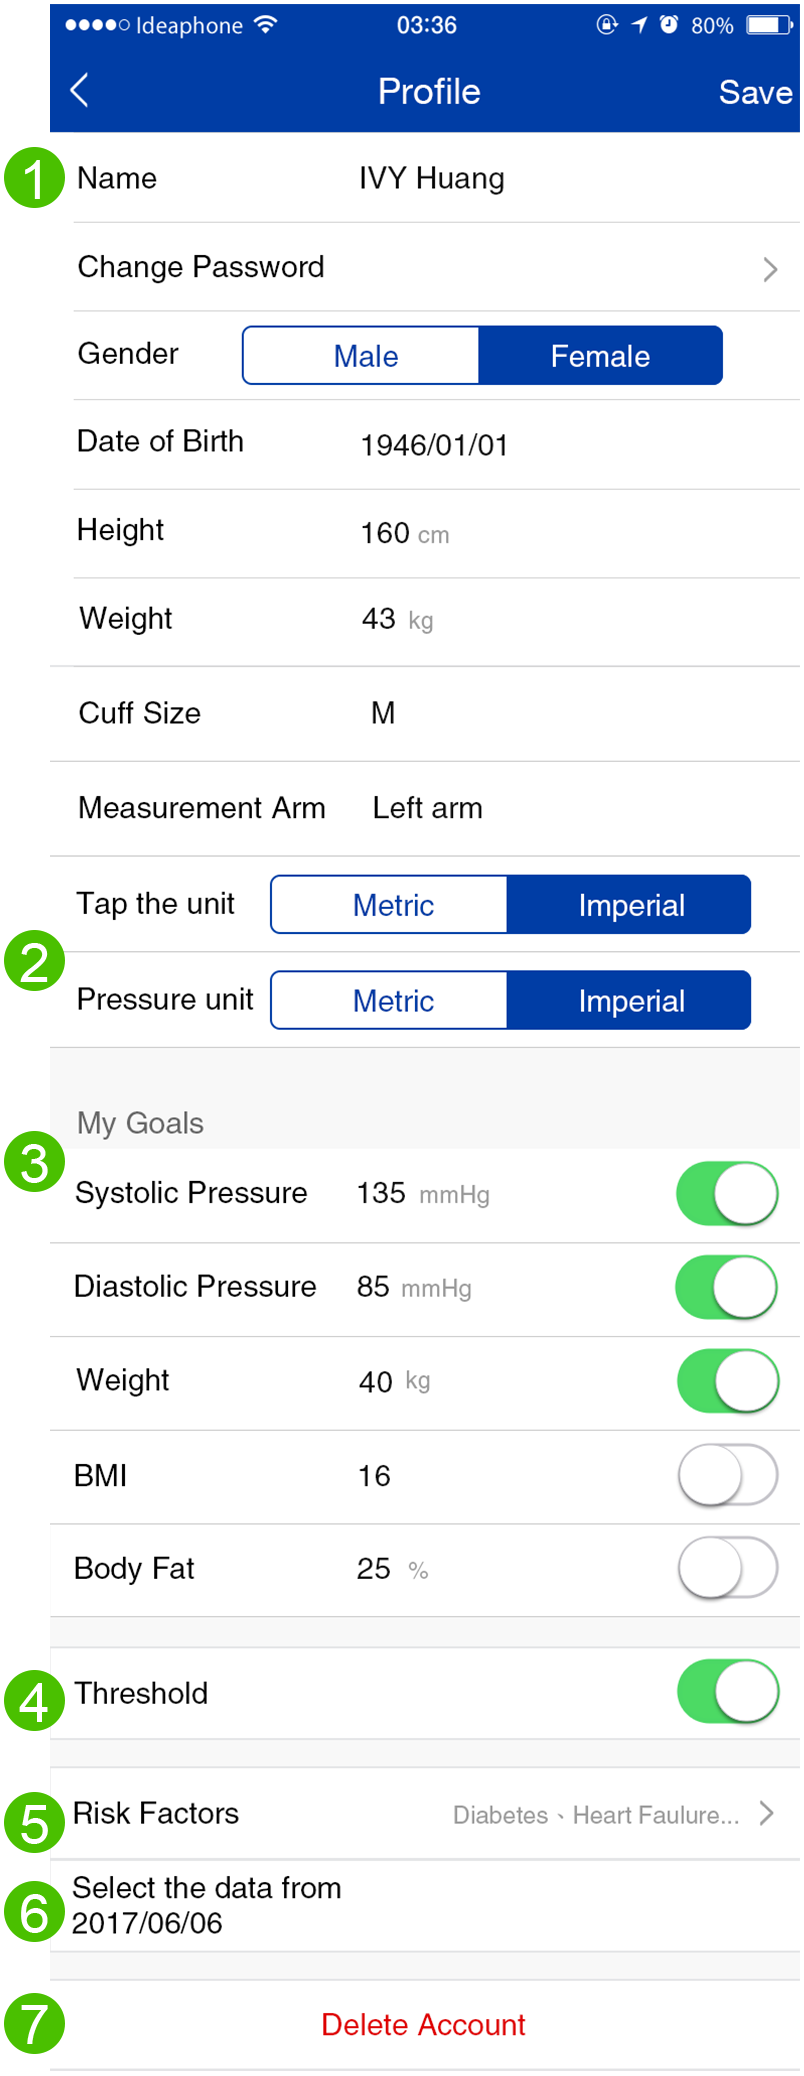 Ideaphone 03:36 80%
Profile Save
1 Name IVY Huang
Change Password
Gender Male Female
Date of Birth 1946/01/01
Height 160 cm
Weight 43 kg
Cuff Size M
Measurement Arm Left arm
Tap the unit Metric Imperial
2
Pressure unit Metric Imperial
My Goals
3
Systolic Pressure 135 mmHg
Diastolic Pressure 85 mmHg
Weight 40 kg
BMI 16
Body Fat 25 %
4 Threshold
5 Risk Factors Diabetes、Heart Faulure...
6 Select the data from
2017/06/06
7 Delete Account